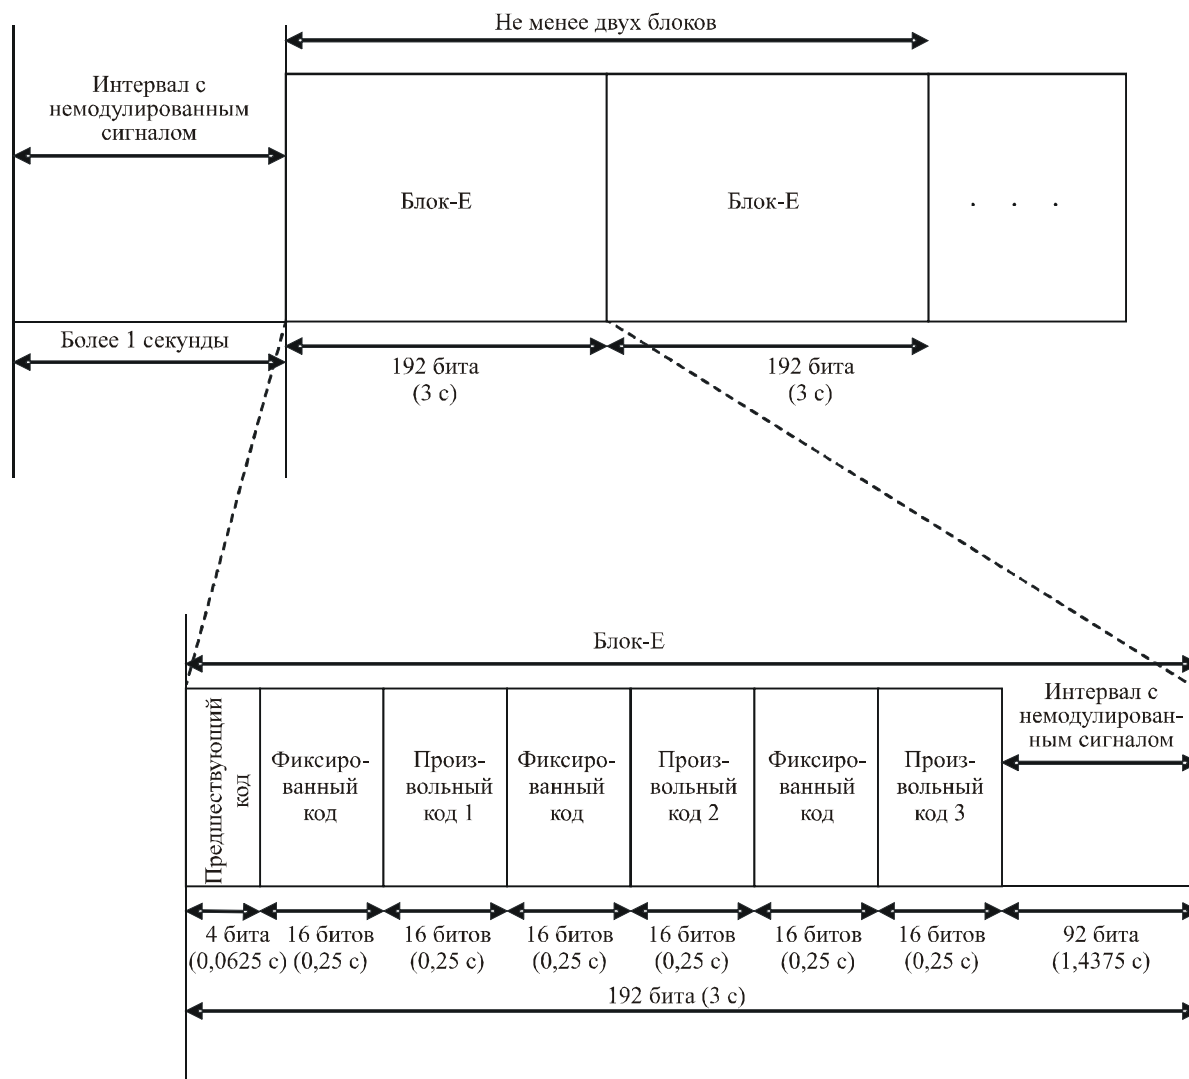 Не менее двух блоков
Интервал с
немодулированным
сигналом
Блок-Е
Блок-Е
. . .
Более 1 секунды
192 бита
(3 с)
192 бита
(3 с)
Блок-Е
Предшествующий
код
Фиксиро-
ванный
код
Произ-
вольный
код 1
Фиксиро-
ванный
код
Произ-
вольный
код 2
Фиксиро-
ванный
код
Произ-
вольный
код 3
Интервал с
немодулирован-
ным сигналом
4 бита
(0,0625 с)
16 битов
(0,25 с)
16 битов
(0,25 с)
16 битов
(0,25 с)
16 битов
(0,25 с)
16 битов
(0,25 с)
16 битов
(0,25 с)
92 бита
(1,4375 с)
192 бита (3 с)